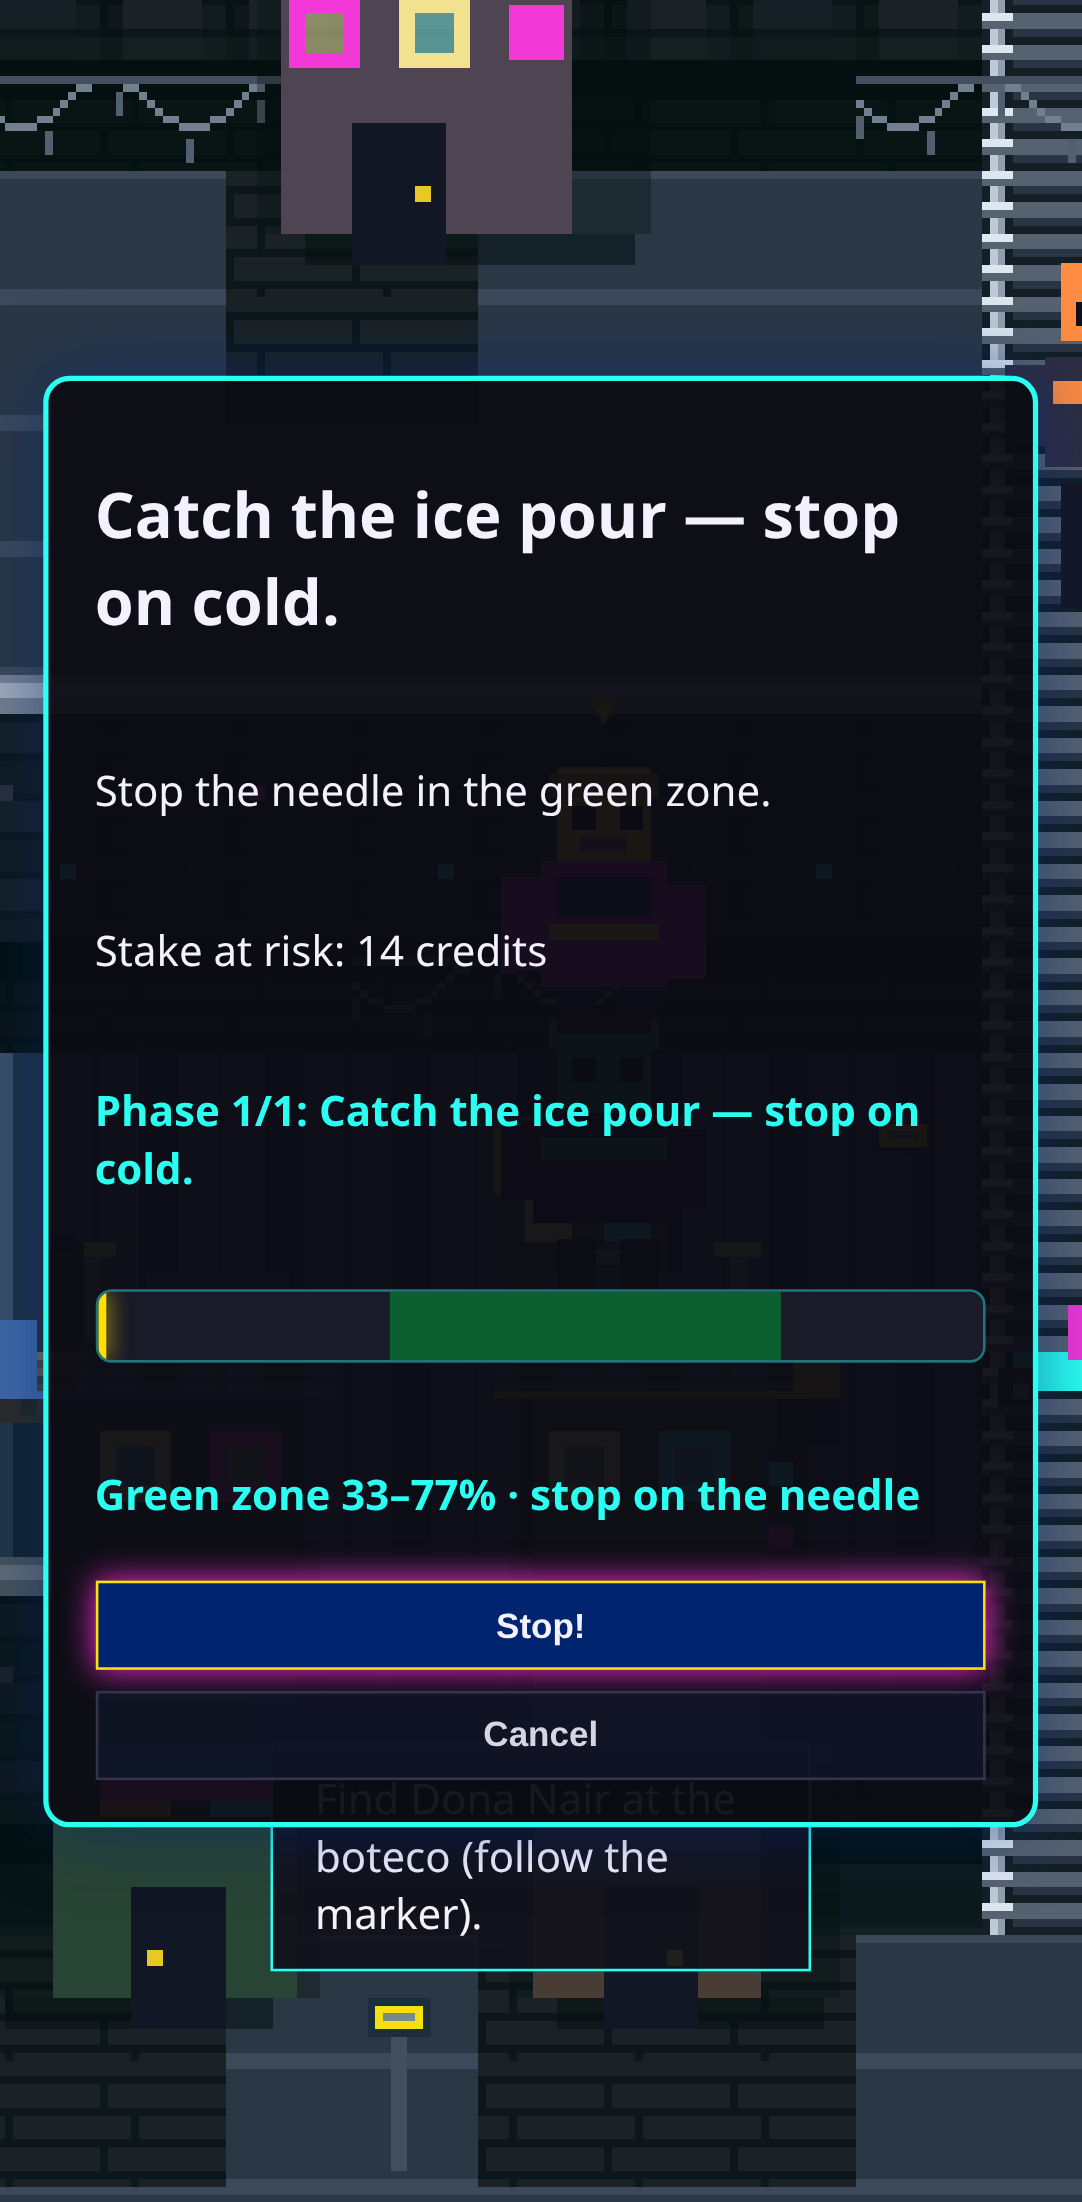 Catch the ice pour — stop
on cold.
Stop the needle in the green zone.
Stake at risk: 14 credits
Phase 1/1: Catch the ice pour — stop on
cold.
Green zone 33–77% · stop on the needle
Stop!
Cancel
Find Dona Nair at the
boteco (follow the
marker).